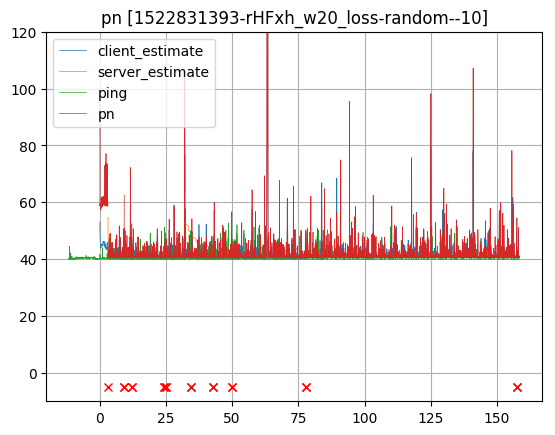 pn [1522831393-rHFxh_w20_loss-random--10]
client_estimate
server_estimate
ping
pn
120
100
80
60
40
20
0
0 25 50 75 100 125 150